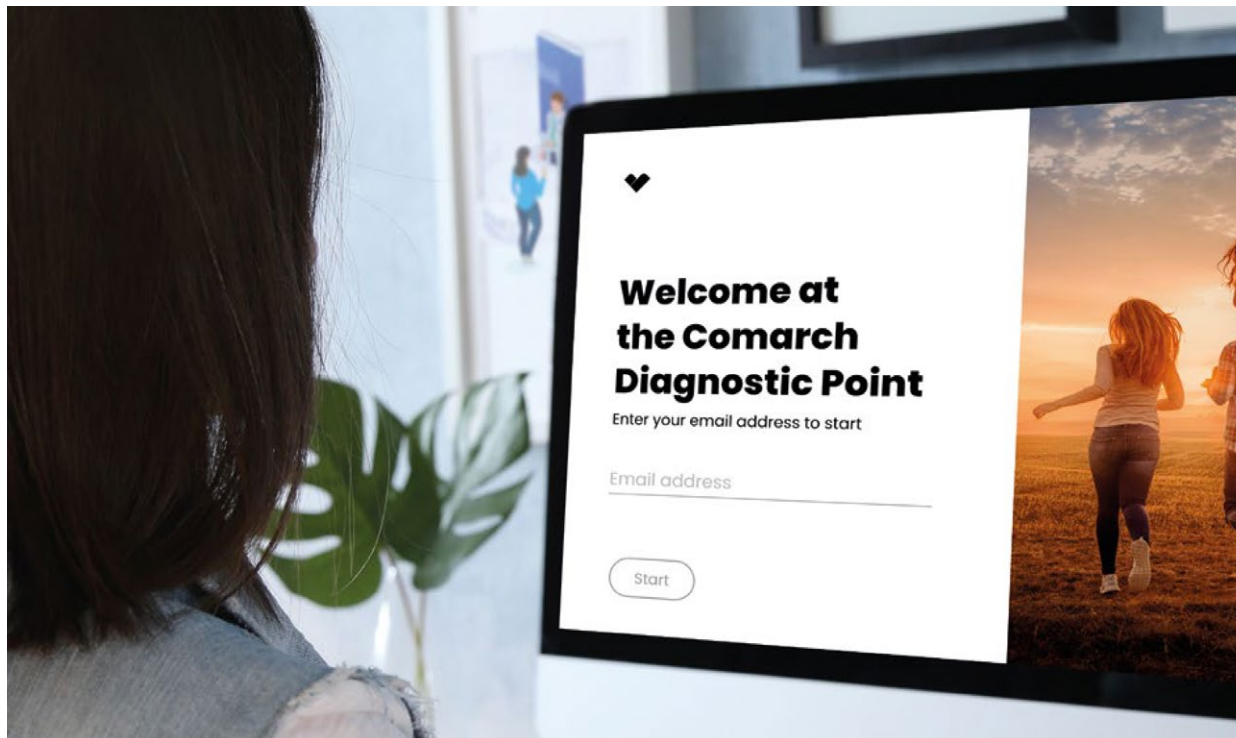 Welcome at
the Comarch
Diagnostic Point
Enter your email address to start
Email address
Start